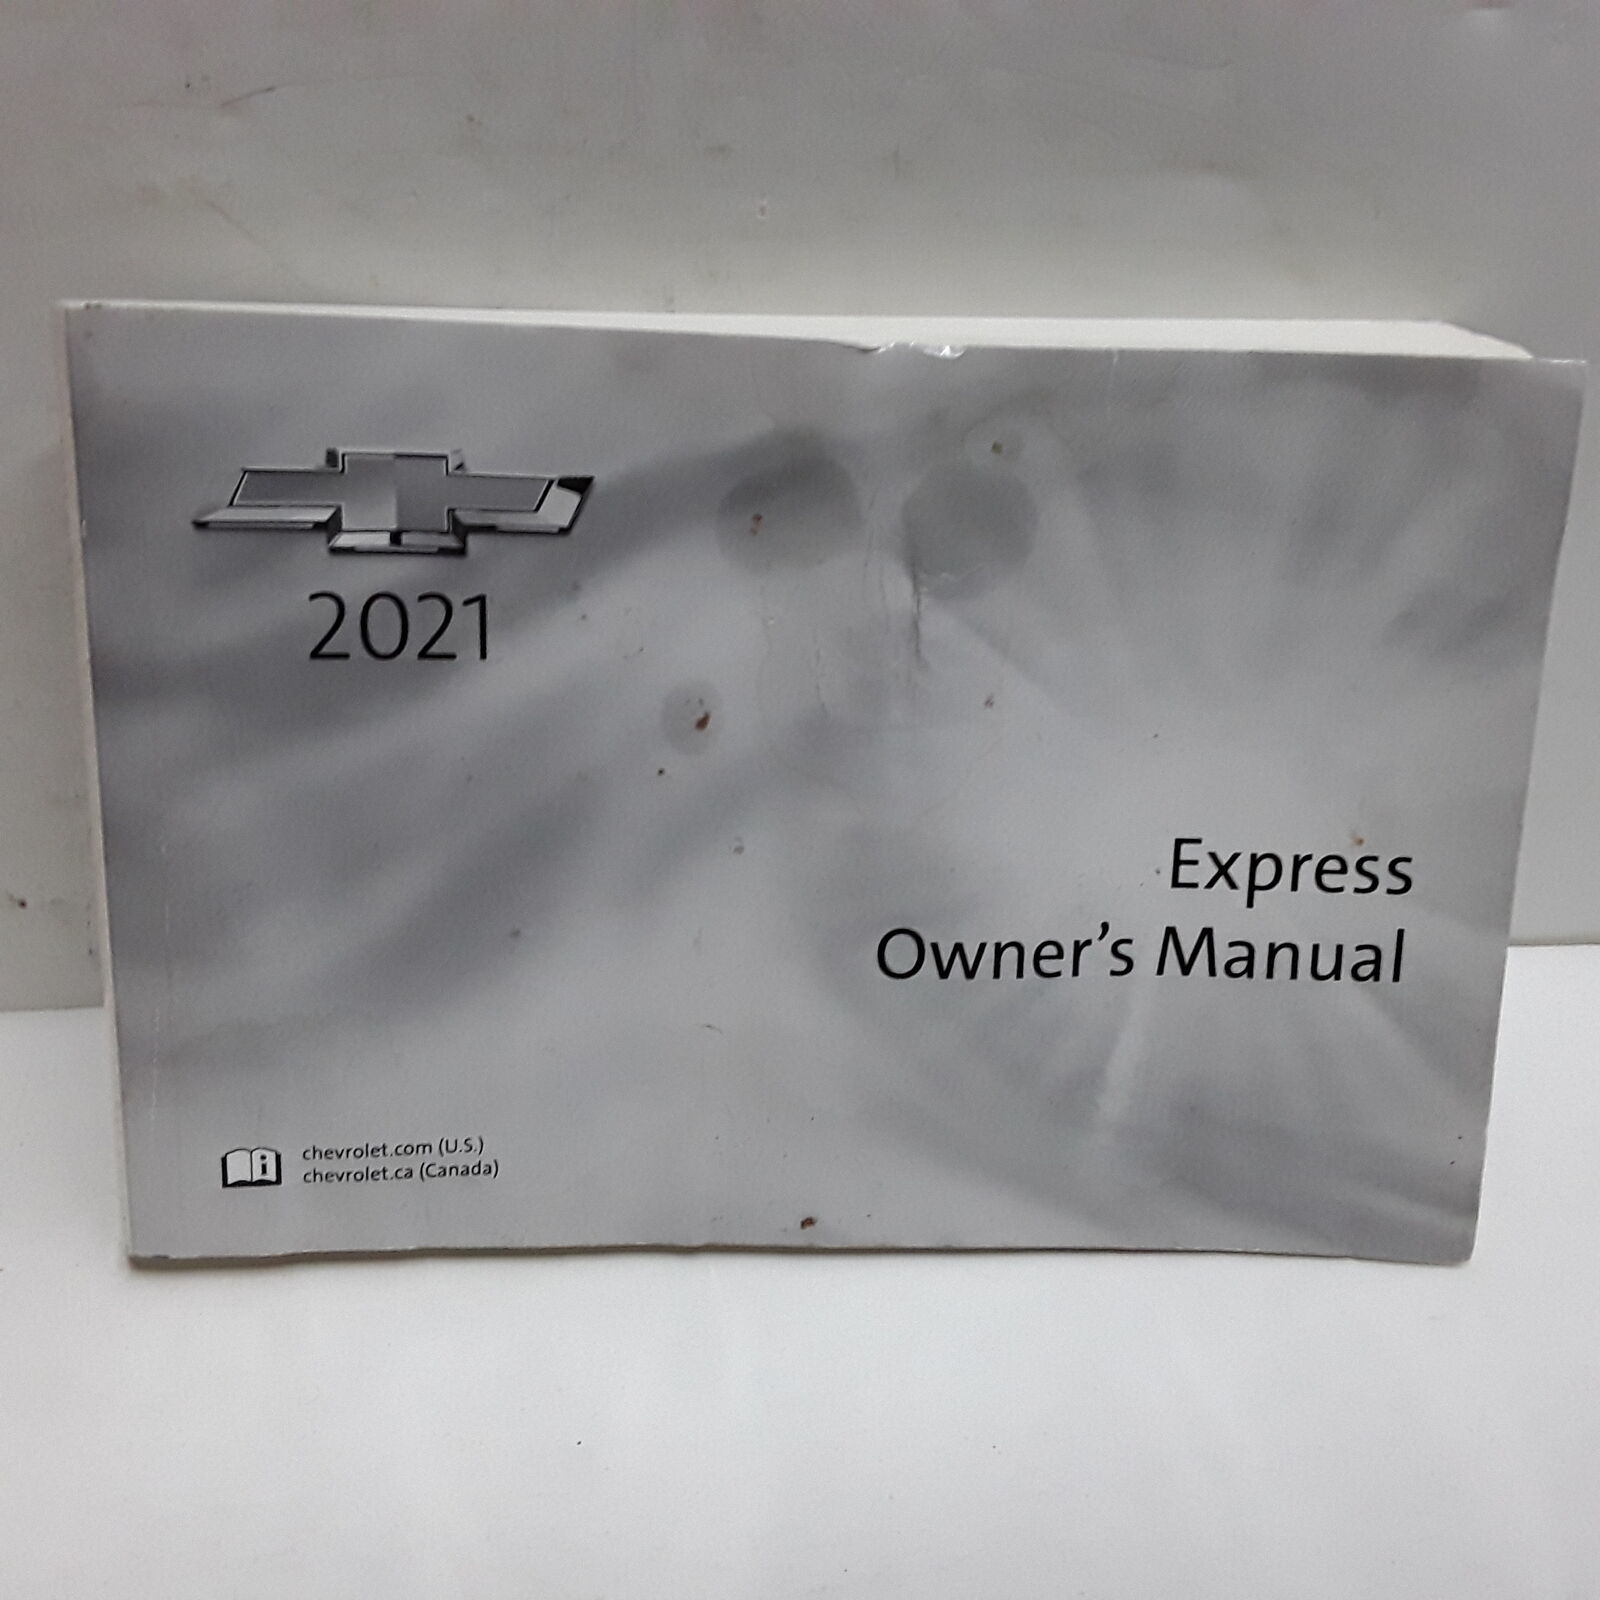 2021
Express
Owner's Manual
chevrolet.com (U.S.)
chevrolet.ca (Canada)